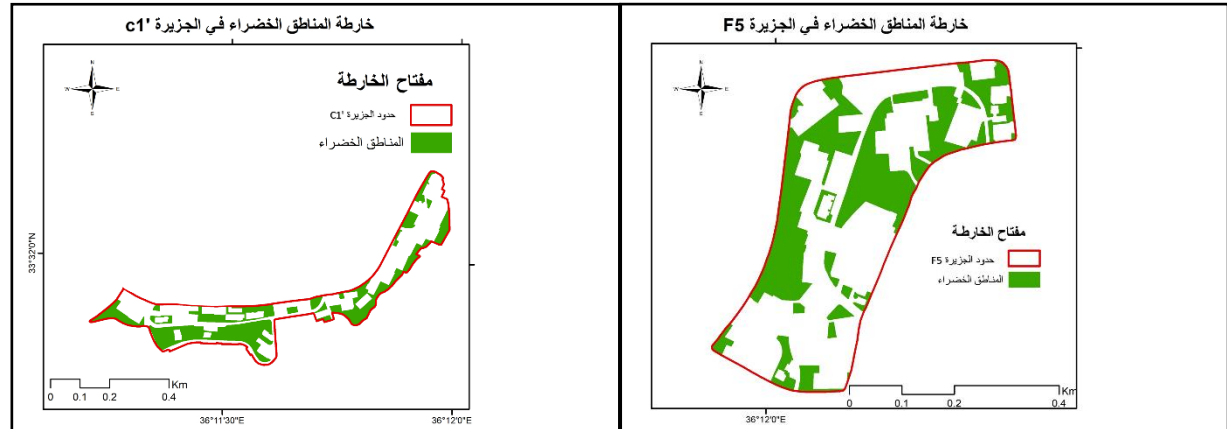 خارطة المناطق الخضراء في الجزيرة c1'
N
W E
S
مفتاح الخارطة
حدود الجزيرة C1'
المناطق الخضراء
33°32'0"N
Km
0 0.1 0.2 0.4
36°11'30"E 36°12'0"E
خارطة المناطق الخضراء في الجزيرة F5
N
W E
S
مفتاح الخارطة
حدود الجزيرة F5
المناطق الخضراء
Km
0 0.1 0.2 0.4
36°12'0"E